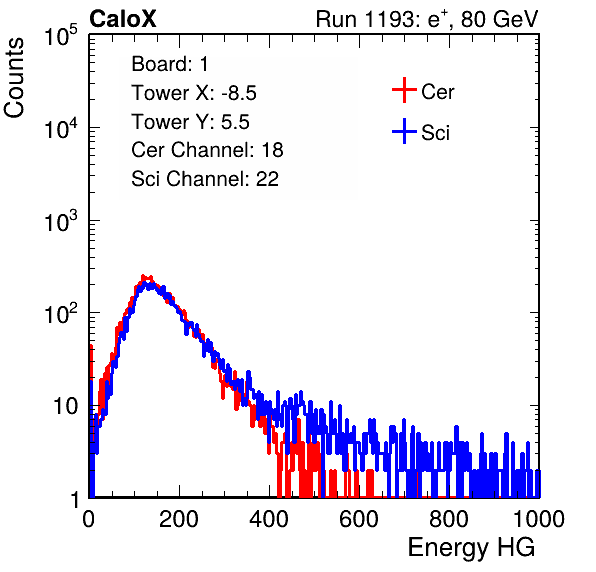 CaloX Run 1193: e⁺, 80 GeV
Board: 1
Tower X: -8.5
Tower Y: 5.5
Cer Channel: 18
Sci Channel: 22
Cer
Sci
Counts
10⁵
10⁴
10³
10²
10
1
0 200 400 600 800 1000
Energy HG